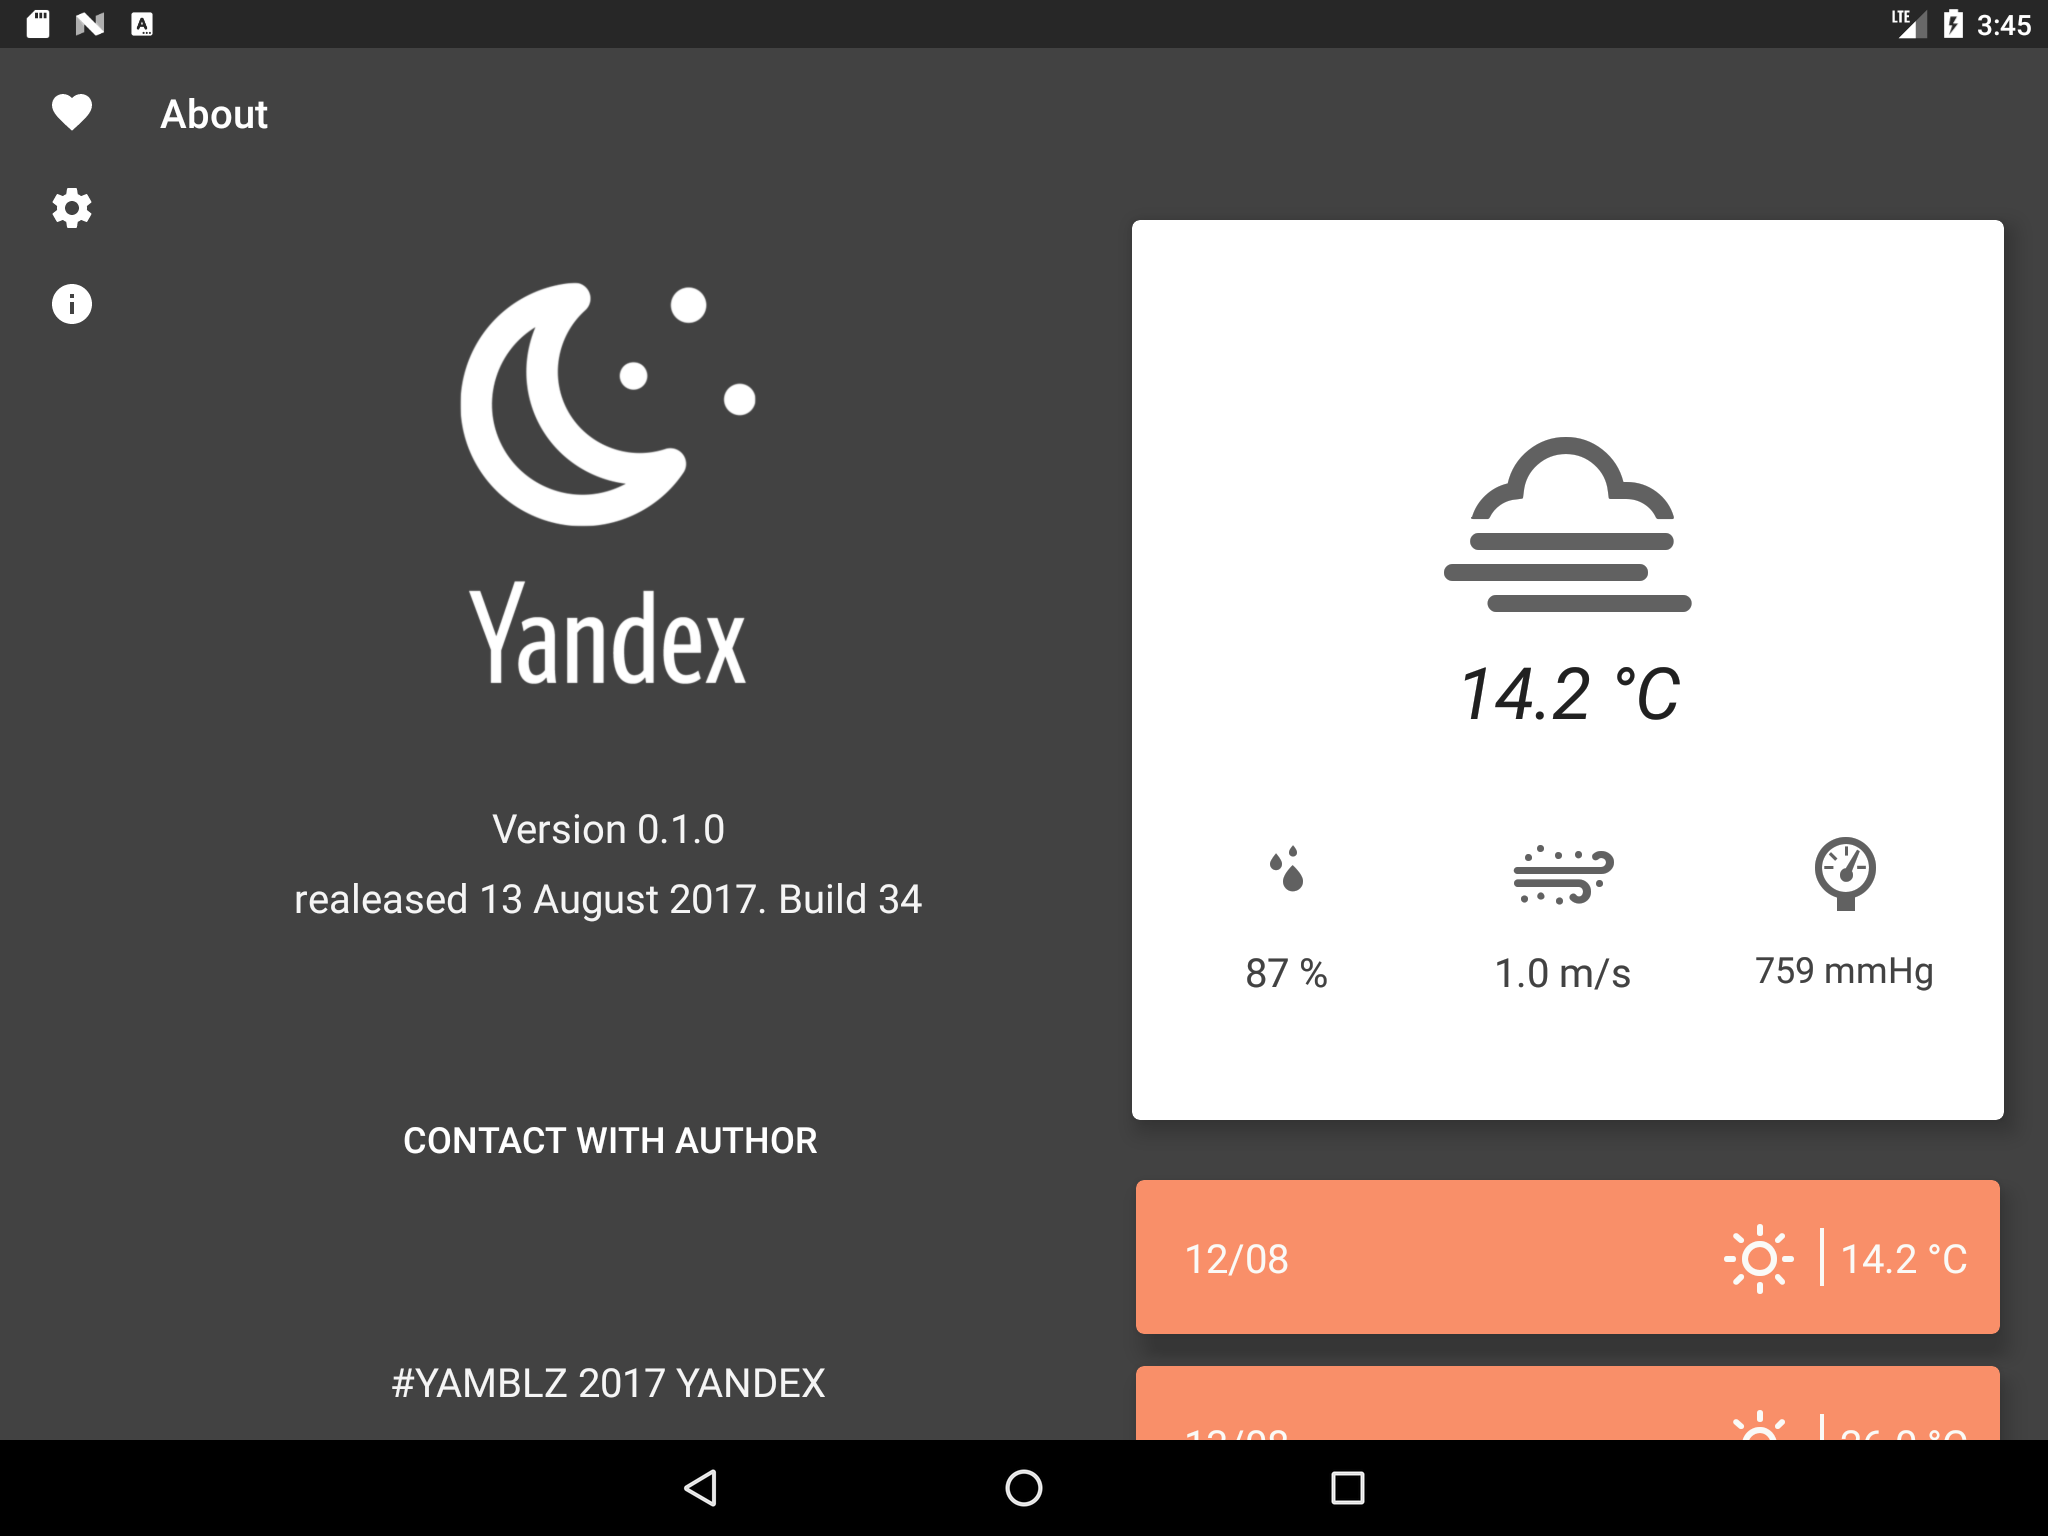 LTE 3:45
About
Yandex
Version 0.1.0
realeased 13 August 2017. Build 34
CONTACT WITH AUTHOR
#YAMBLZ 2017 YANDEX
14.2 °C
87 %
1.0 m/s
759 mmHg
12/08
14.2 °C